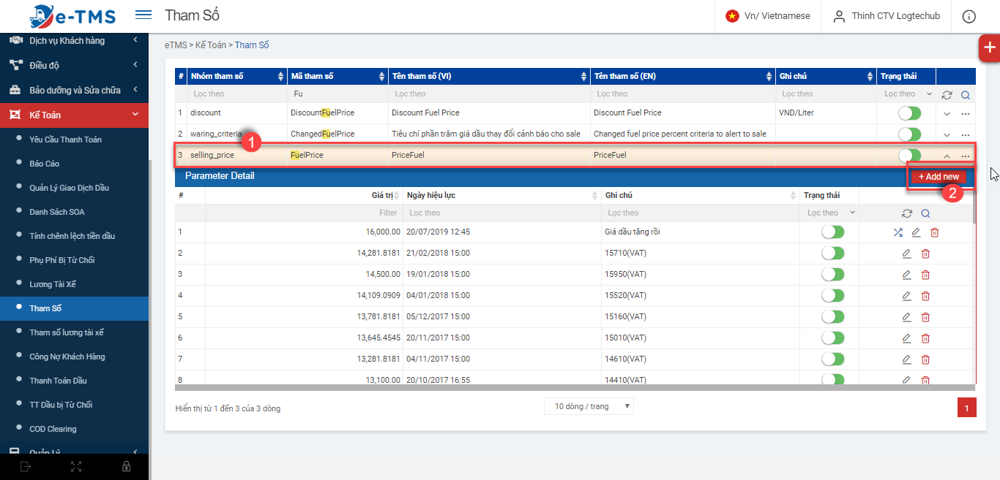 e-TMS
Tham Số
Vn/ Vietnamese
Thinh CTV Logtechub
Dịch vụ Khách hàng
Điều độ
Bảo dưỡng và Sửa chữa
Kế Toán
Yêu Cầu Thanh Toán
Báo Cáo
Quản Lý Giao Dịch Dầu
Danh Sách SOA
Tính chênh lệch tiền dầu
Phụ Phí Bị Từ Chối
Lương Tài Xế
Tham Số
Tham số lương tài xế
Công Nợ Khách Hàng
Thanh Toán Dầu
TT Dầu bị Từ Chối
COD Clearing
Quản Lý
eTMS > Kế Toán > Tham Số
# Nhóm tham số Mã tham số Tên tham số (VI) Tên tham số (EN) Ghi chú Trạng thái
Lọc theo Fu Lọc theo Lọc theo Lọc theo Lọc theo
1 discount DiscountFuelPrice Discount Fuel Price Discount Fuel Price VND/Liter
2 waring_criteria ChangedFuelPrice Tiêu chí phần trăm giá dầu thay đổi cảnh báo cho sale Changed fuel price percent criteria to alert to sale
1
3 selling_price FuelPrice PriceFuel PriceFuel
Parameter Detail + Add new
2
# Giá trị Ngày hiệu lực Ghi chú Trạng thái
Filter Lọc theo Lọc theo Lọc theo
1 16,000.00 20/07/2019 12:45 Giá dầu tăng rồi
2 14,281.8181 21/02/2018 15:00 15710(VAT)
3 14,500.00 19/01/2018 15:00 15950(VAT)
4 14,109.0909 04/01/2018 15:00 15520(VAT)
5 13,781.8181 05/12/2017 15:00 15160(VAT)
6 13,645.4545 20/11/2017 15:00 15010(VAT)
7 13,281.8181 04/11/2017 15:00 14610(VAT)
8 13,100.00 20/10/2017 16:55 14410(VAT)
Hiển thị từ 1 đến 3 của 3 dòng 10 dòng / trang 1